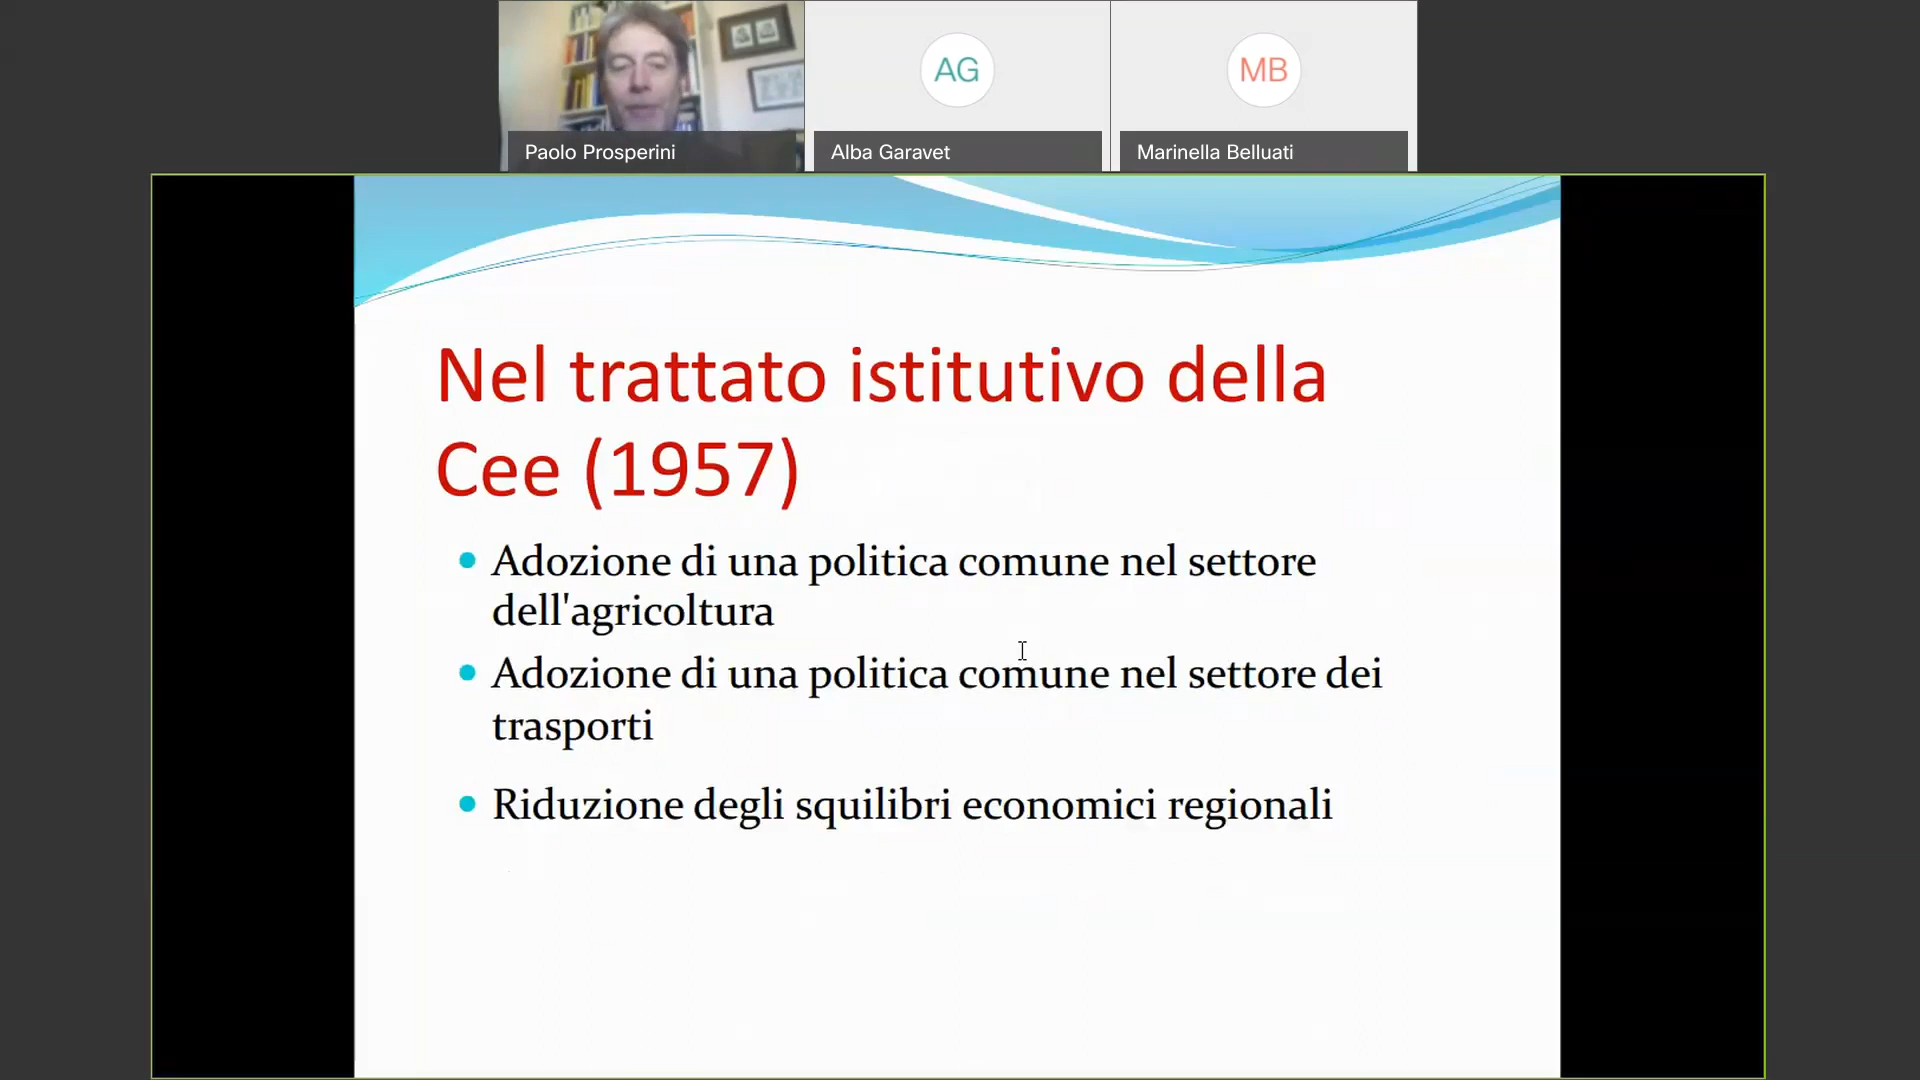 AG
MB
Paolo Prosperini
Alba Garavet
Marinella Belluati
Nel trattato istitutivo della
Cee (1957)
• Adozione di una politica comune nel settore
dell'agricoltura
• Adozione di una politica comune nel settore dei
trasporti
• Riduzione degli squilibri economici regionali